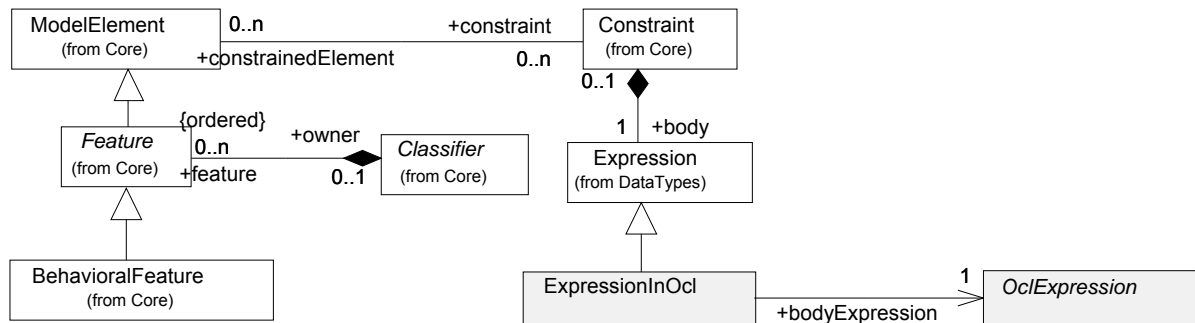 ModelElement
(from Core)
0..n
+constraint
+constrainedElement
0..n
Constraint
(from Core)
0..1
{ordered}
+owner
1
+body
Feature
(from Core)
0..n
+feature
0..1
Classifier
(from Core)
Expression
(from DataTypes)
BehavioralFeature
(from Core)
ExpressionInOcl
1
+bodyExpression
OclExpression